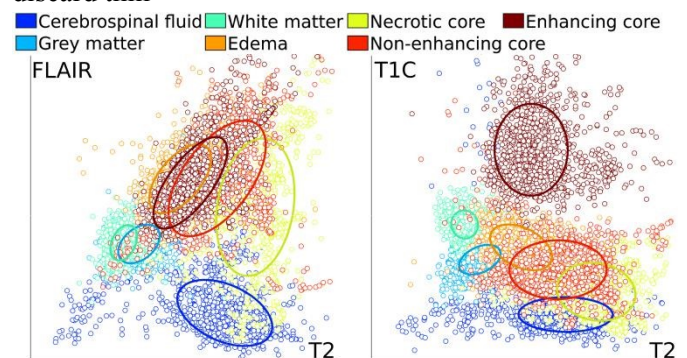 Cerebrospinal fluid White matter Necrotic core Enhancing core
Grey matter Edema Non-enhancing core
FLAIR
T2
T1C
T2